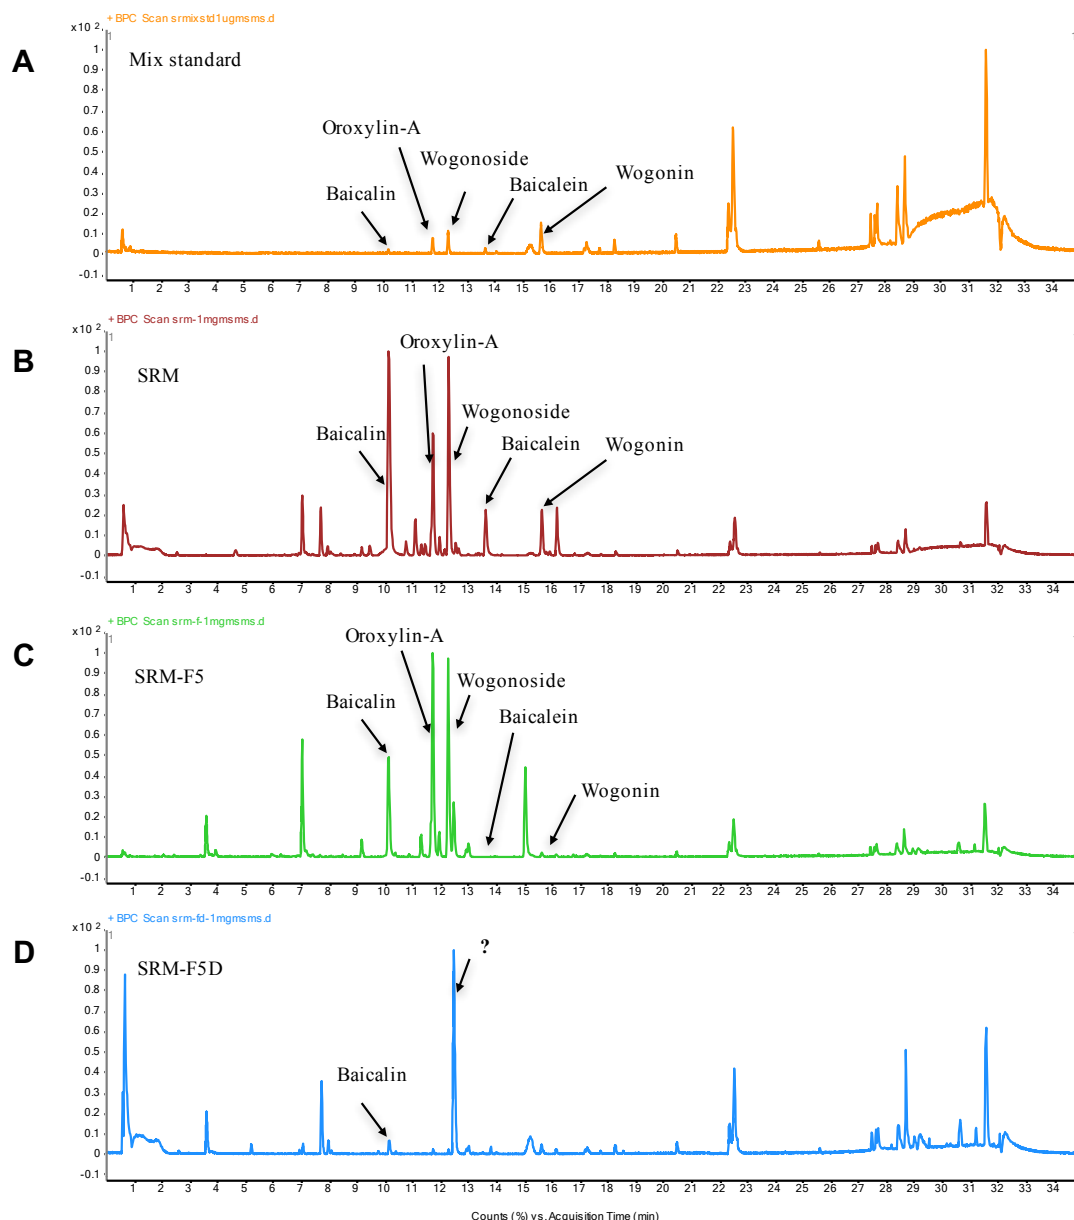 + BPC Scan srmixstd1ugmsms.d
x10 2
1
1
A
Mix standard
1
0.9
0.8
0.7
0.6
0.5
0.4
0.3
0.2
0.1
0
-0.1
Oroxylin-A
Wogonoside
Baicalin
Baicalein
Wogonin
1 2 3 4 5 6 7 8 9 10 11 12 13 14 15 16 17 18 19 20 21 22 23 24 25 26 27 28 29 30 31 32 33 34
+ BPC Scan srm-1mgmsms.d
x10 2
1
B
SRM
1
0.9
0.8
0.7
0.6
0.5
0.4
0.3
0.2
0.1
0
-0.1
Oroxylin-A
Wogonoside
Baicalin
Baicalein
Wogonin
1 2 3 4 5 6 7 8 9 10 11 12 13 14 15 16 17 18 19 20 21 22 23 24 25 26 27 28 29 30 31 32 33 34
+ BPC Scan srm-f-1mgmsms.d
x10 2
1
C
SRM-F5
1
0.9
0.8
0.7
0.6
0.5
0.4
0.3
0.2
0.1
0
-0.1
Oroxylin-A
Wogonoside
Baicalin
Baicalein
Wogonin
1 2 3 4 5 6 7 8 9 10 11 12 13 14 15 16 17 18 19 20 21 22 23 24 25 26 27 28 29 30 31 32 33 34
+ BPC Scan srm-fd-1mgmsms.d
x10 2
1
D
SRM-F5D
1
0.9
0.8
0.7
0.6
0.5
0.4
0.3
0.2
0.1
0
-0.1
?
Baicalin
1 2 3 4 5 6 7 8 9 10 11 12 13 14 15 16 17 18 19 20 21 22 23 24 25 26 27 28 29 30 31 32 33 34
Counts (%) vs. Acquisition Time (min)